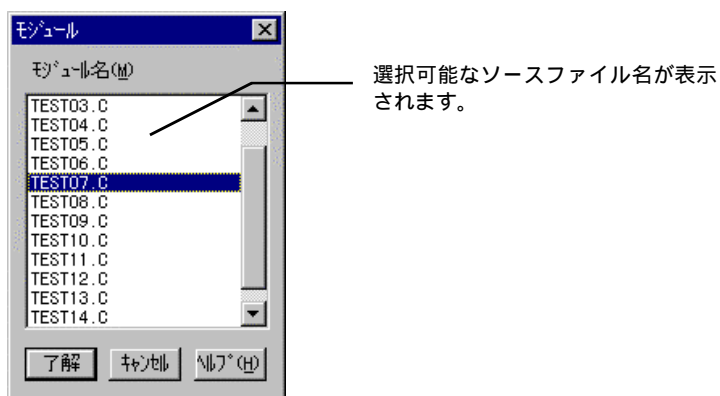 ﾓｼﾞｭｰﾙ
ﾓｼﾞｭｰﾙ名(M)
TEST03.C
TEST04.C
TEST05.C
TEST06.C
TEST07.C
TEST08.C
TEST09.C
TEST10.C
TEST11.C
TEST12.C
TEST13.C
TEST14.C
了解 ｷｬﾝｾﾙ ﾍﾙﾌﾟ(H)
選択可能なソースファイル名が表示
されます。